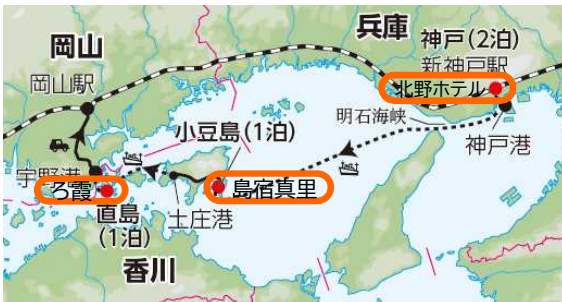 兵庫
岡山
神戸(2泊)
新神戸駅
岡山駅
北野ホテル
明石海峡
小豆島(1泊)
神戸港
宇野港
ろ霞
島宿真里
直島
(1泊)
土庄港
香川